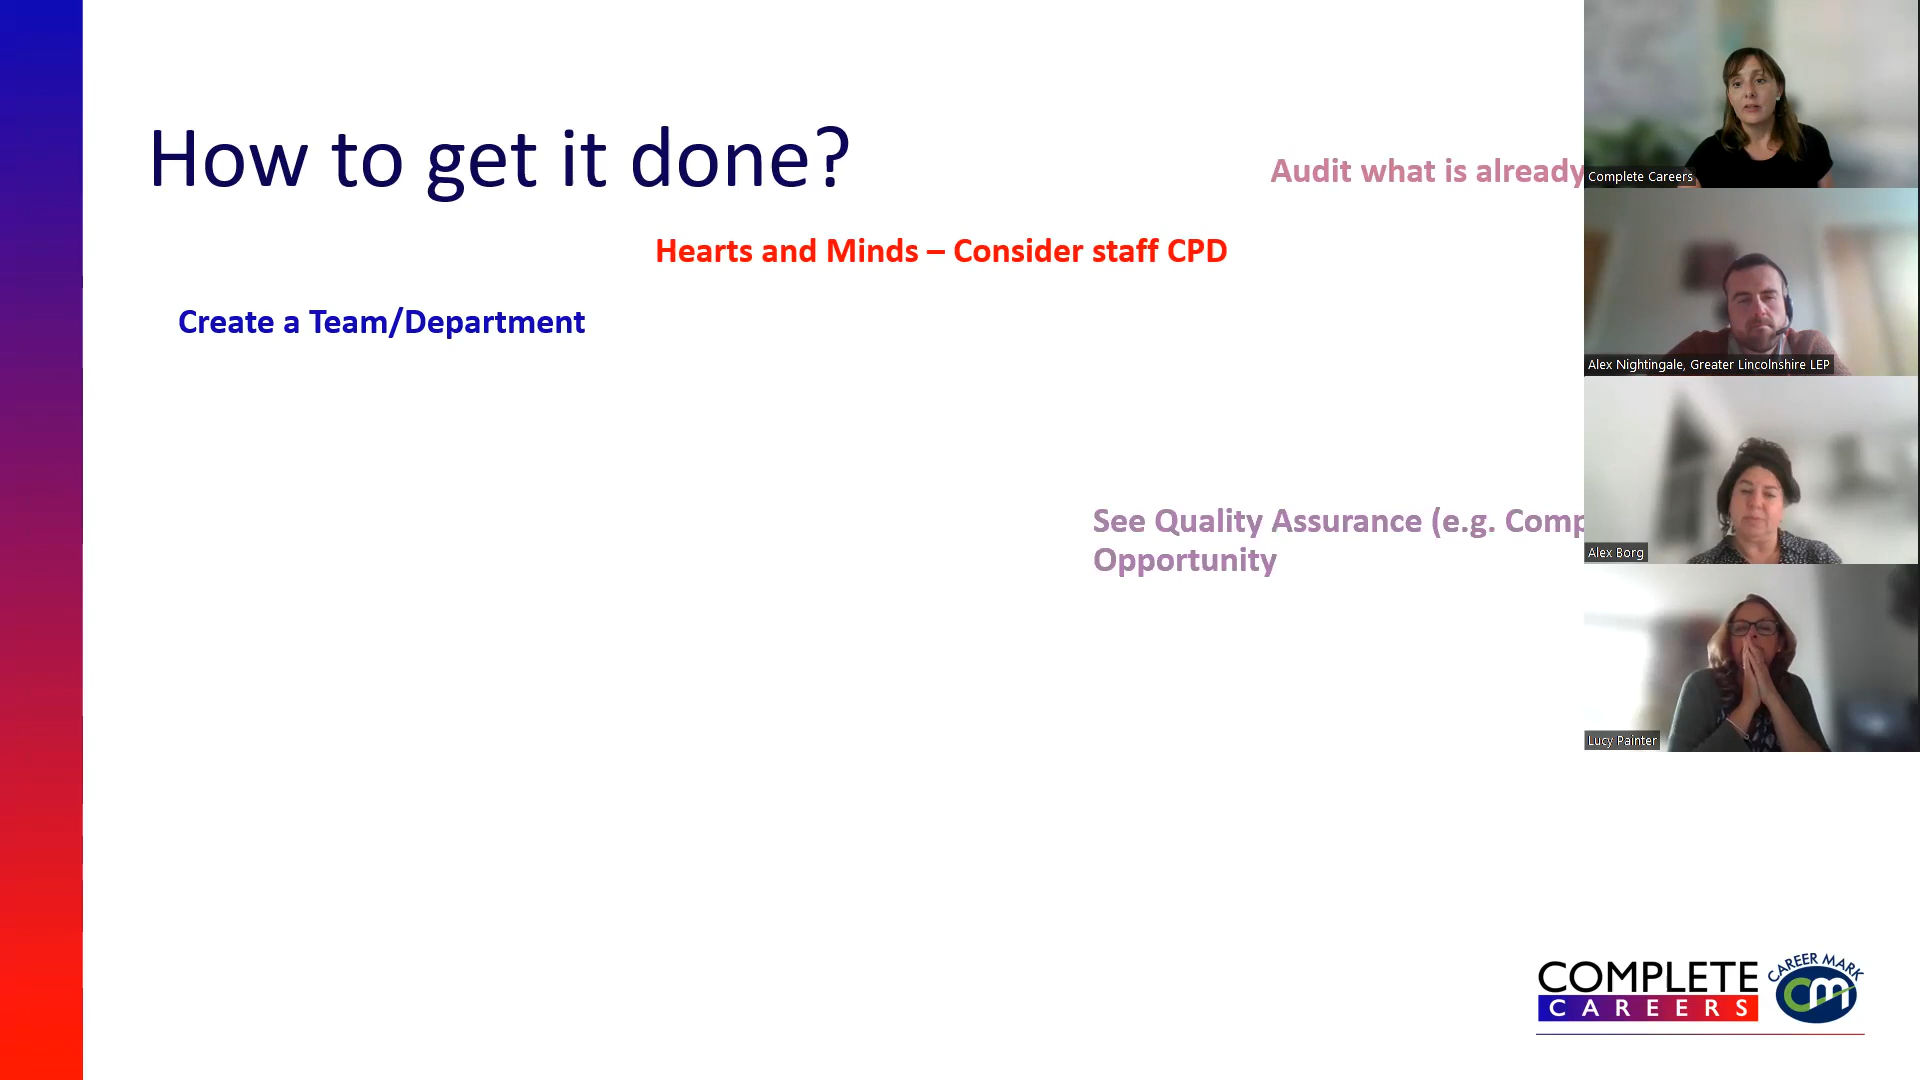 How to get it done?
Audit what is already
Hearts and Minds – Consider staff CPD
Create a Team/Department
See Quality Assurance (e.g. Comp
Opportunity
Complete Careers
Alex Nightingale, Greater Lincolnshire LEP
Alex Borg
Lucy Painter
COMPLETE
CAREERS
CAREER MARK
cm